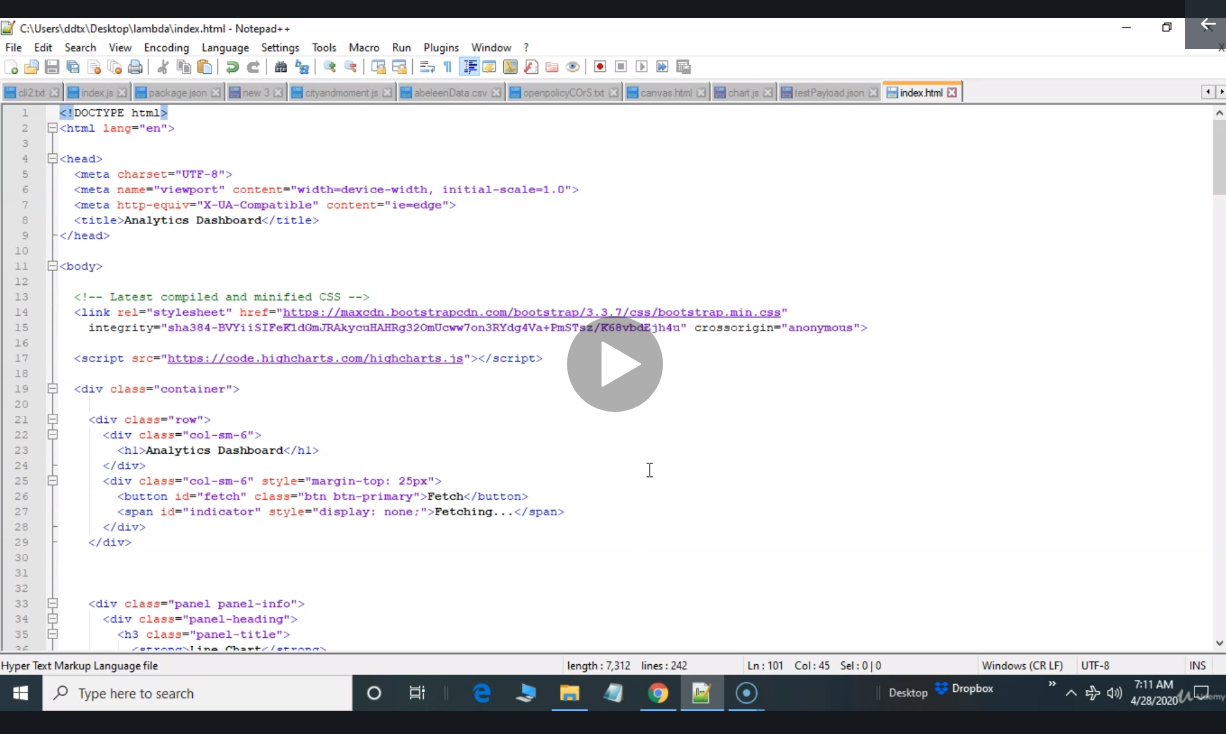 C:\Users\ddtx\Desktop\lambda\index.html - Notepad++
File Edit Search View Encoding Language Settings Tools Macro Run Plugins Window ?
cli2.txt index.js package.json new 3 cityandmoment.js abeleenData.csv openpolicyCOrS.txt canvas.html chart.js testPayload.json index.html
1 <!DOCTYPE html>
2 <html lang="en">
3
4 <head>
5 <meta charset="UTF-8">
6 <meta name="viewport" content="width=device-width, initial-scale=1.0">
7 <meta http-equiv="X-UA-Compatible" content="ie=edge">
8 <title>Analytics Dashboard</title>
9 </head>
10
11 <body>
12
13 <!-- Latest compiled and minified CSS -->
14 <link rel="stylesheet" href="https://maxcdn.bootstrapcdn.com/bootstrap/3.3.7/css/bootstrap.min.css"
15 integrity="sha384-BVYiiSIFeK1dGmJRAkycuHAHRg32OmUcww7on3RYdg4Va+PmSTsz/K68vbdEjh4u" crossorigin="anonymous">
16
17 <script src="https://code.highcharts.com/highcharts.js"></script>
18
19 <div class="container">
20
21 <div class="row">
22 <div class="col-sm-6">
23 <h1>Analytics Dashboard</h1>
24 </div>
25 <div class="col-sm-6" style="margin-top: 25px">
26 <button id="fetch" class="btn btn-primary">Fetch</button>
27 <span id="indicator" style="display: none;">Fetching...</span>
28 </div>
29 </div>
30
31
32
33 <div class="panel panel-info">
34 <div class="panel-heading">
35 <h3 class="panel-title">
36 <strong>Line Chart</strong>
Hyper Text Markup Language file length : 7,312 lines : 242 Ln : 101 Col : 45 Sel : 0 | 0 Windows (CR LF) UTF-8 INS
Type here to search Desktop Dropbox 7:11 AM
4/28/2020 Udemy